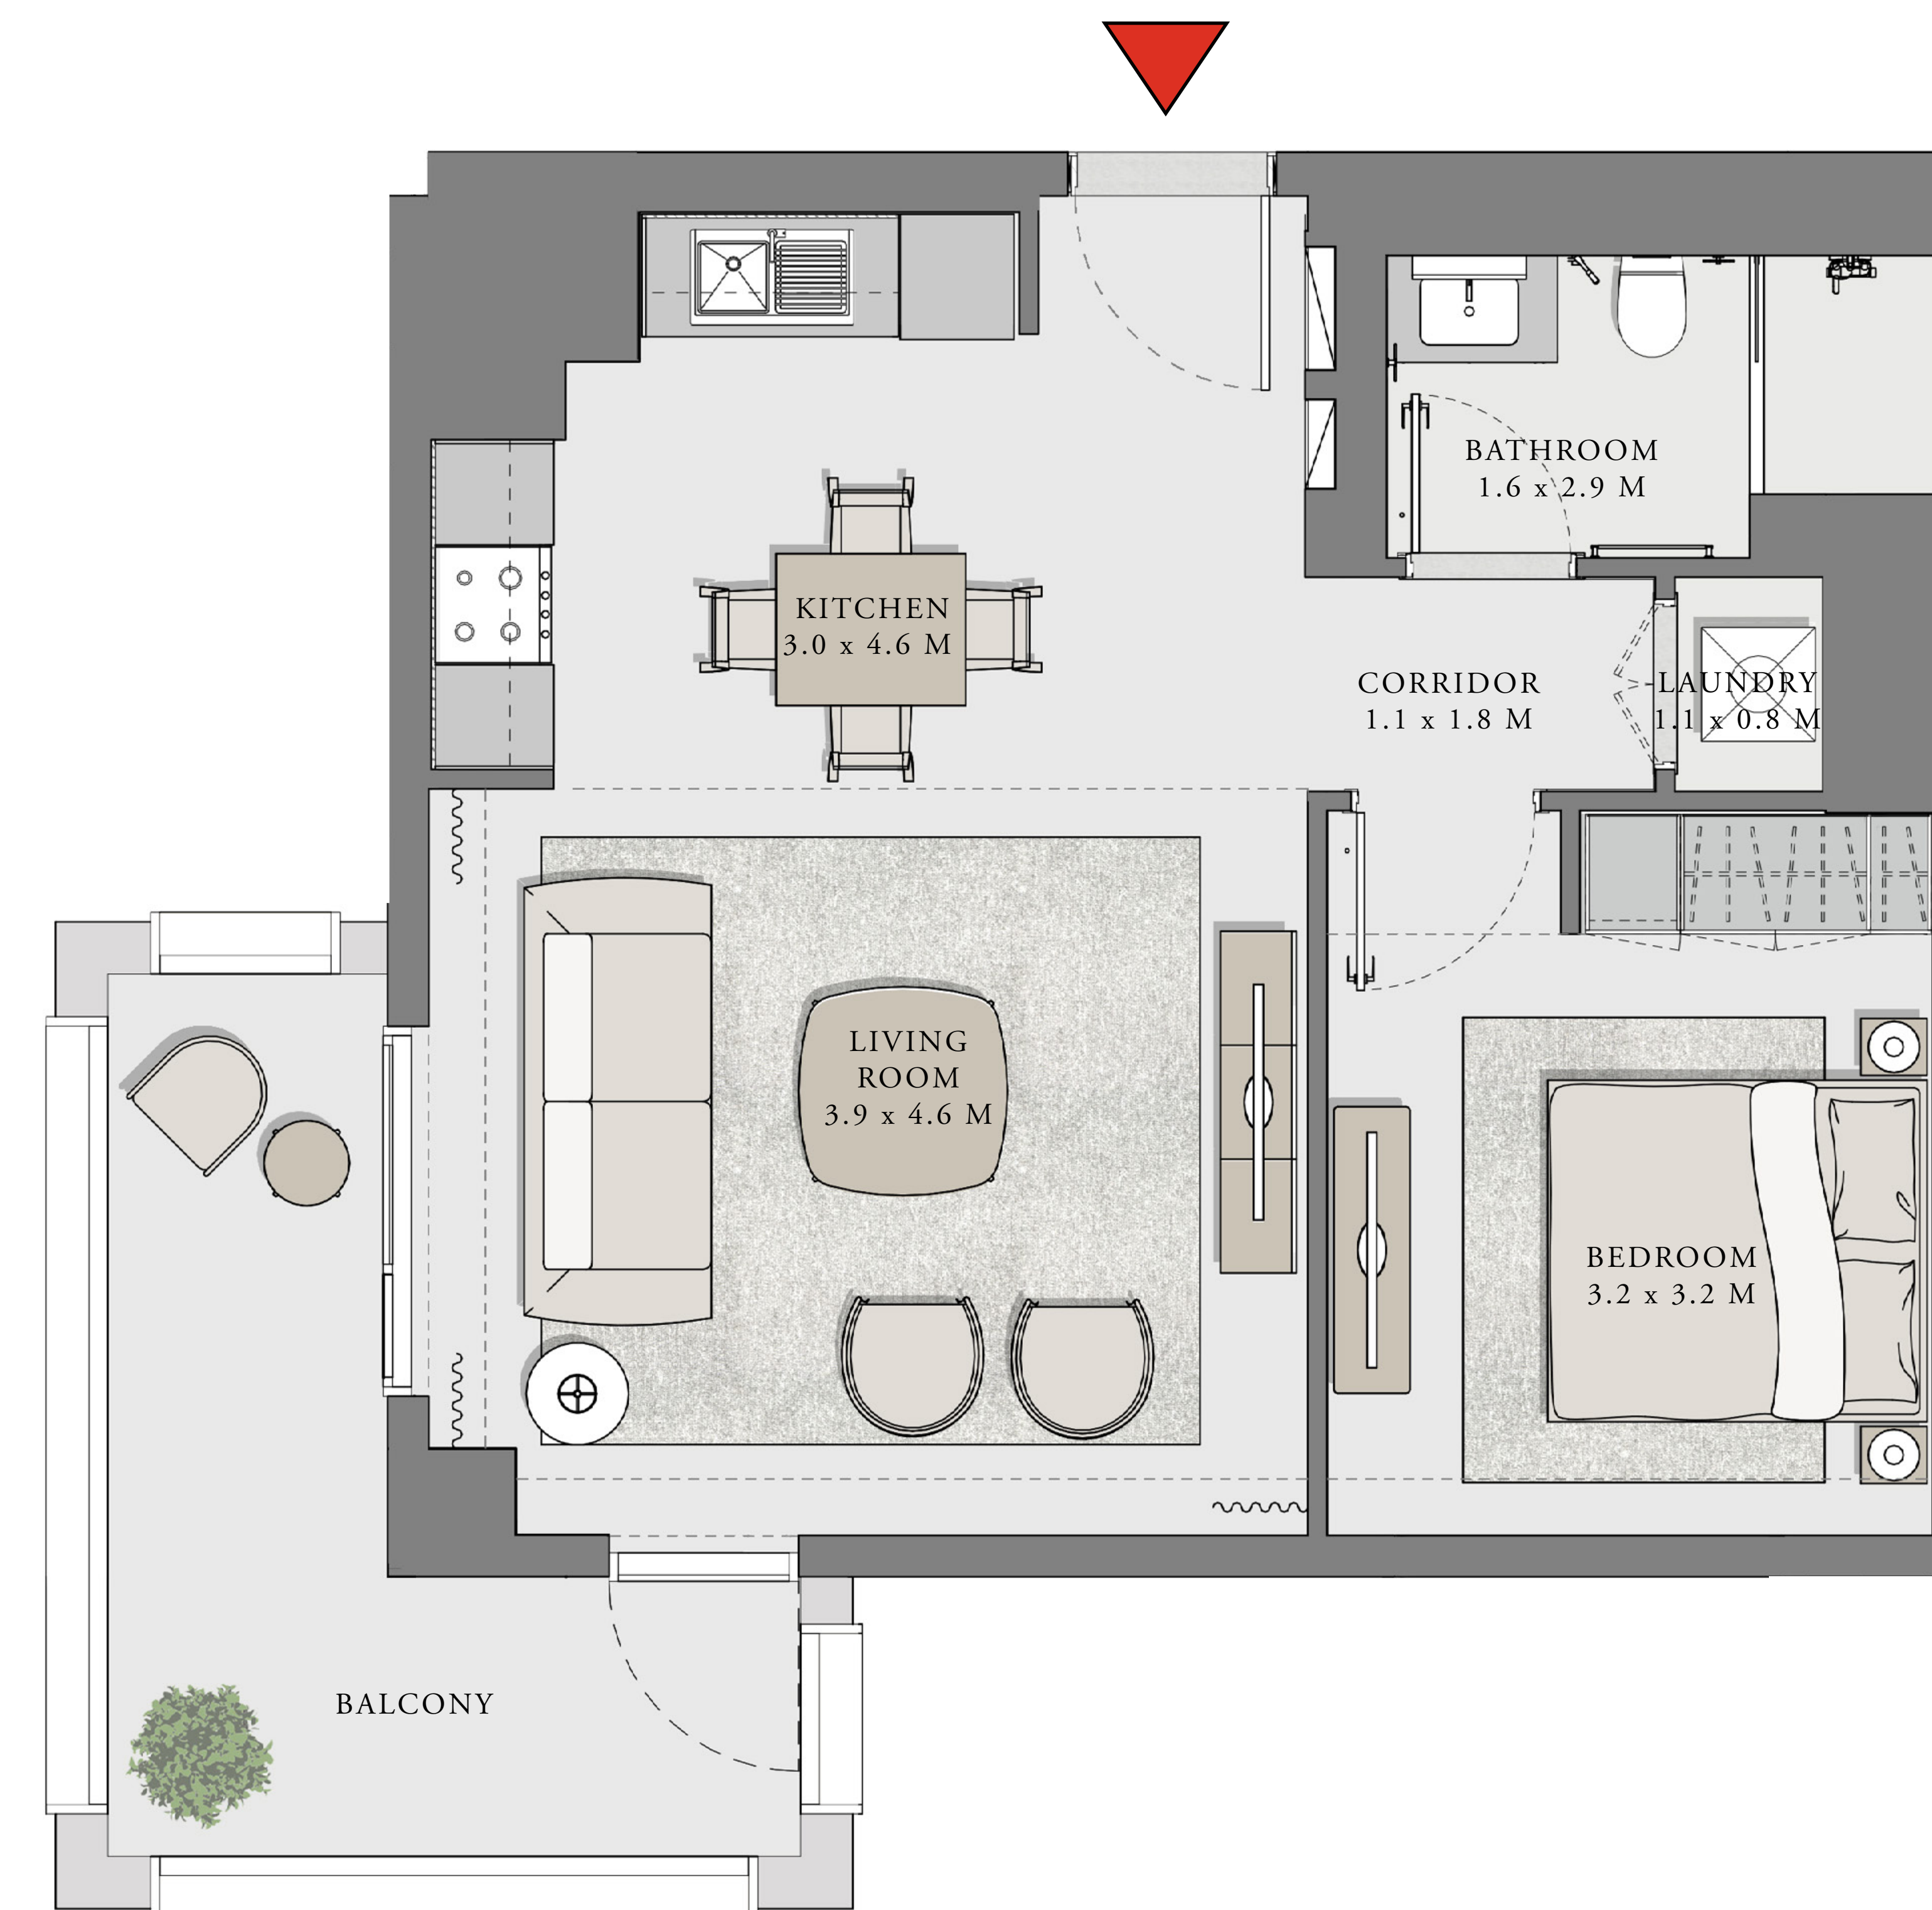 BATHROOM
1.6 x 2.9 M
KITCHEN
3.0 x 4.6 M
CORRIDOR
1.1 x 1.8 M
LAUNDRY
1.1 x 0.8 M
LIVING
ROOM
3.9 x 4.6 M
BEDROOM
3.2 x 3.2 M
BALCONY